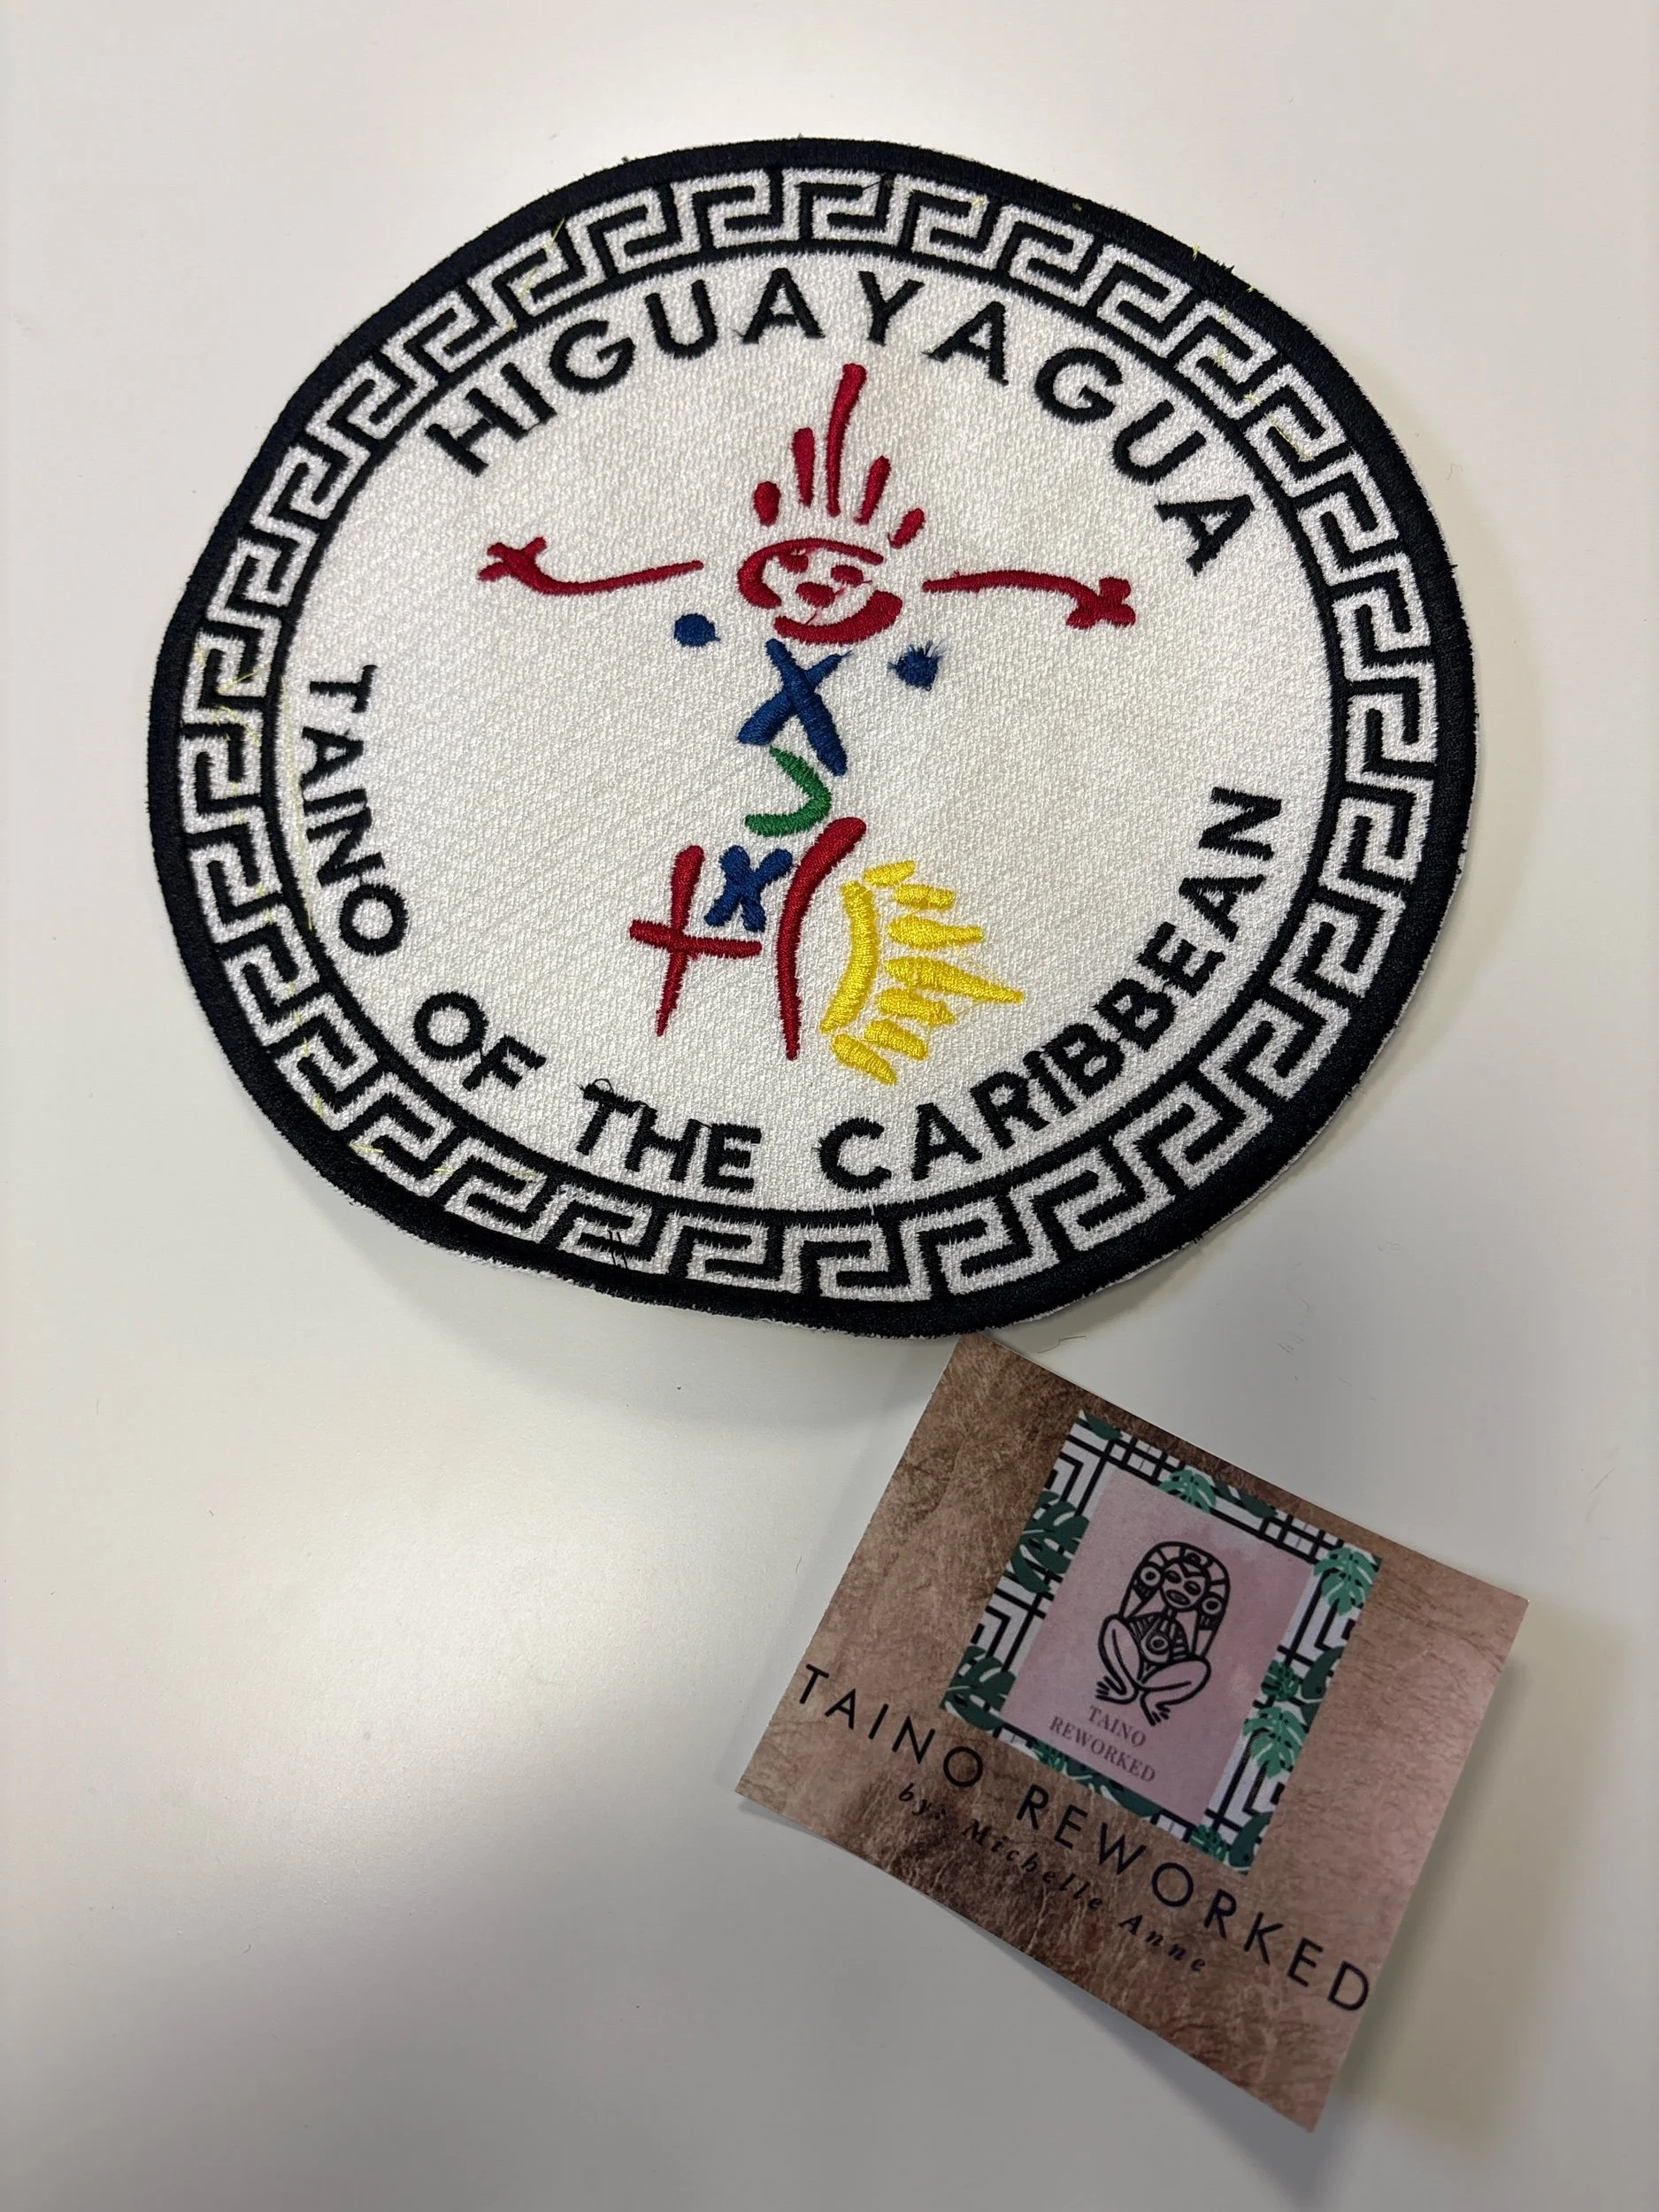 HIGUAYAGUA
TAINO OF THE CARIBBEAN
TAINO
REWORKED
TAINO REWORKED
by: Michelle Anne